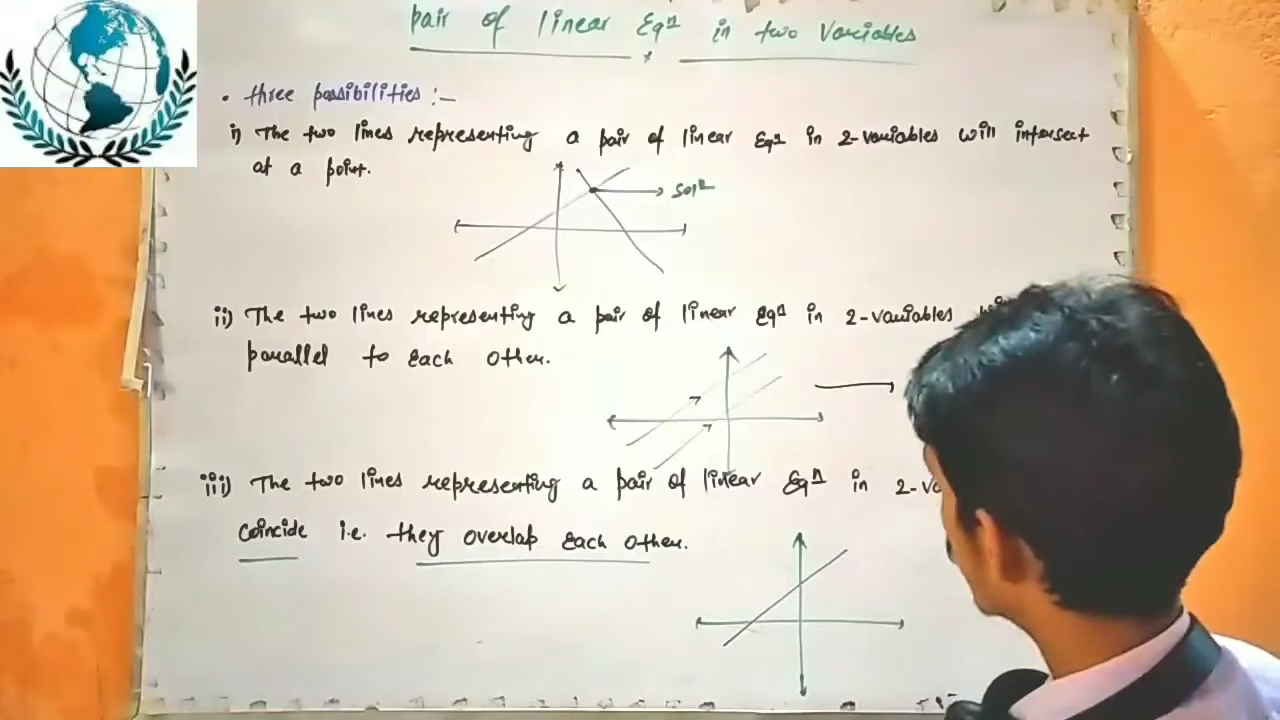 Pair of linear Eqⁿ in two Variables
• three possibilities :-
i) The two lines representing a pair of linear Eqⁿ in 2-variables will intersect
at a point.
Solⁿ
ii) The two lines representing a pair of linear Eqⁿ in 2-variables
parallel to each other.
iii) The two lines representing a pair of linear Eqⁿ in 2-va
Coincide i.e. they overlap Each other.